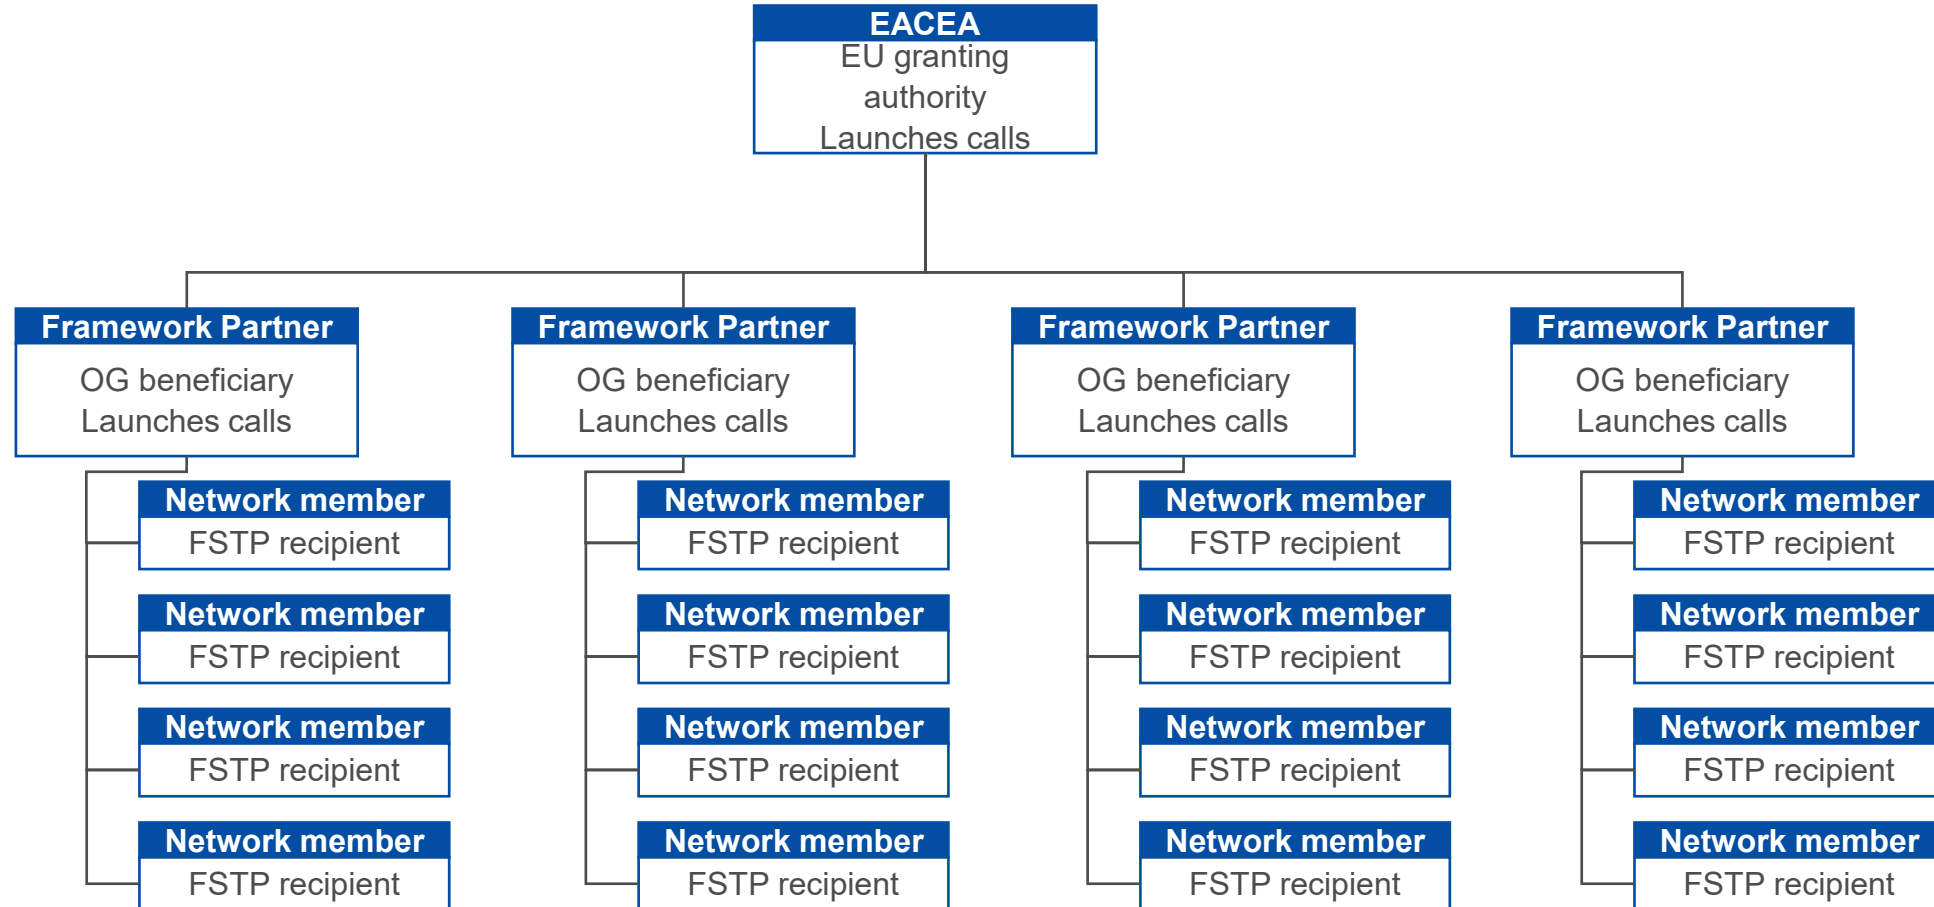 EACEA
EU granting
authority
Launches calls
Framework Partner
OG beneficiary
Launches calls
Framework Partner
OG beneficiary
Launches calls
Framework Partner
OG beneficiary
Launches calls
Framework Partner
OG beneficiary
Launches calls
Network member
FSTP recipient
Network member
FSTP recipient
Network member
FSTP recipient
Network member
FSTP recipient
Network member
FSTP recipient
Network member
FSTP recipient
Network member
FSTP recipient
Network member
FSTP recipient
Network member
FSTP recipient
Network member
FSTP recipient
Network member
FSTP recipient
Network member
FSTP recipient
Network member
FSTP recipient
Network member
FSTP recipient
Network member
FSTP recipient
Network member
FSTP recipient